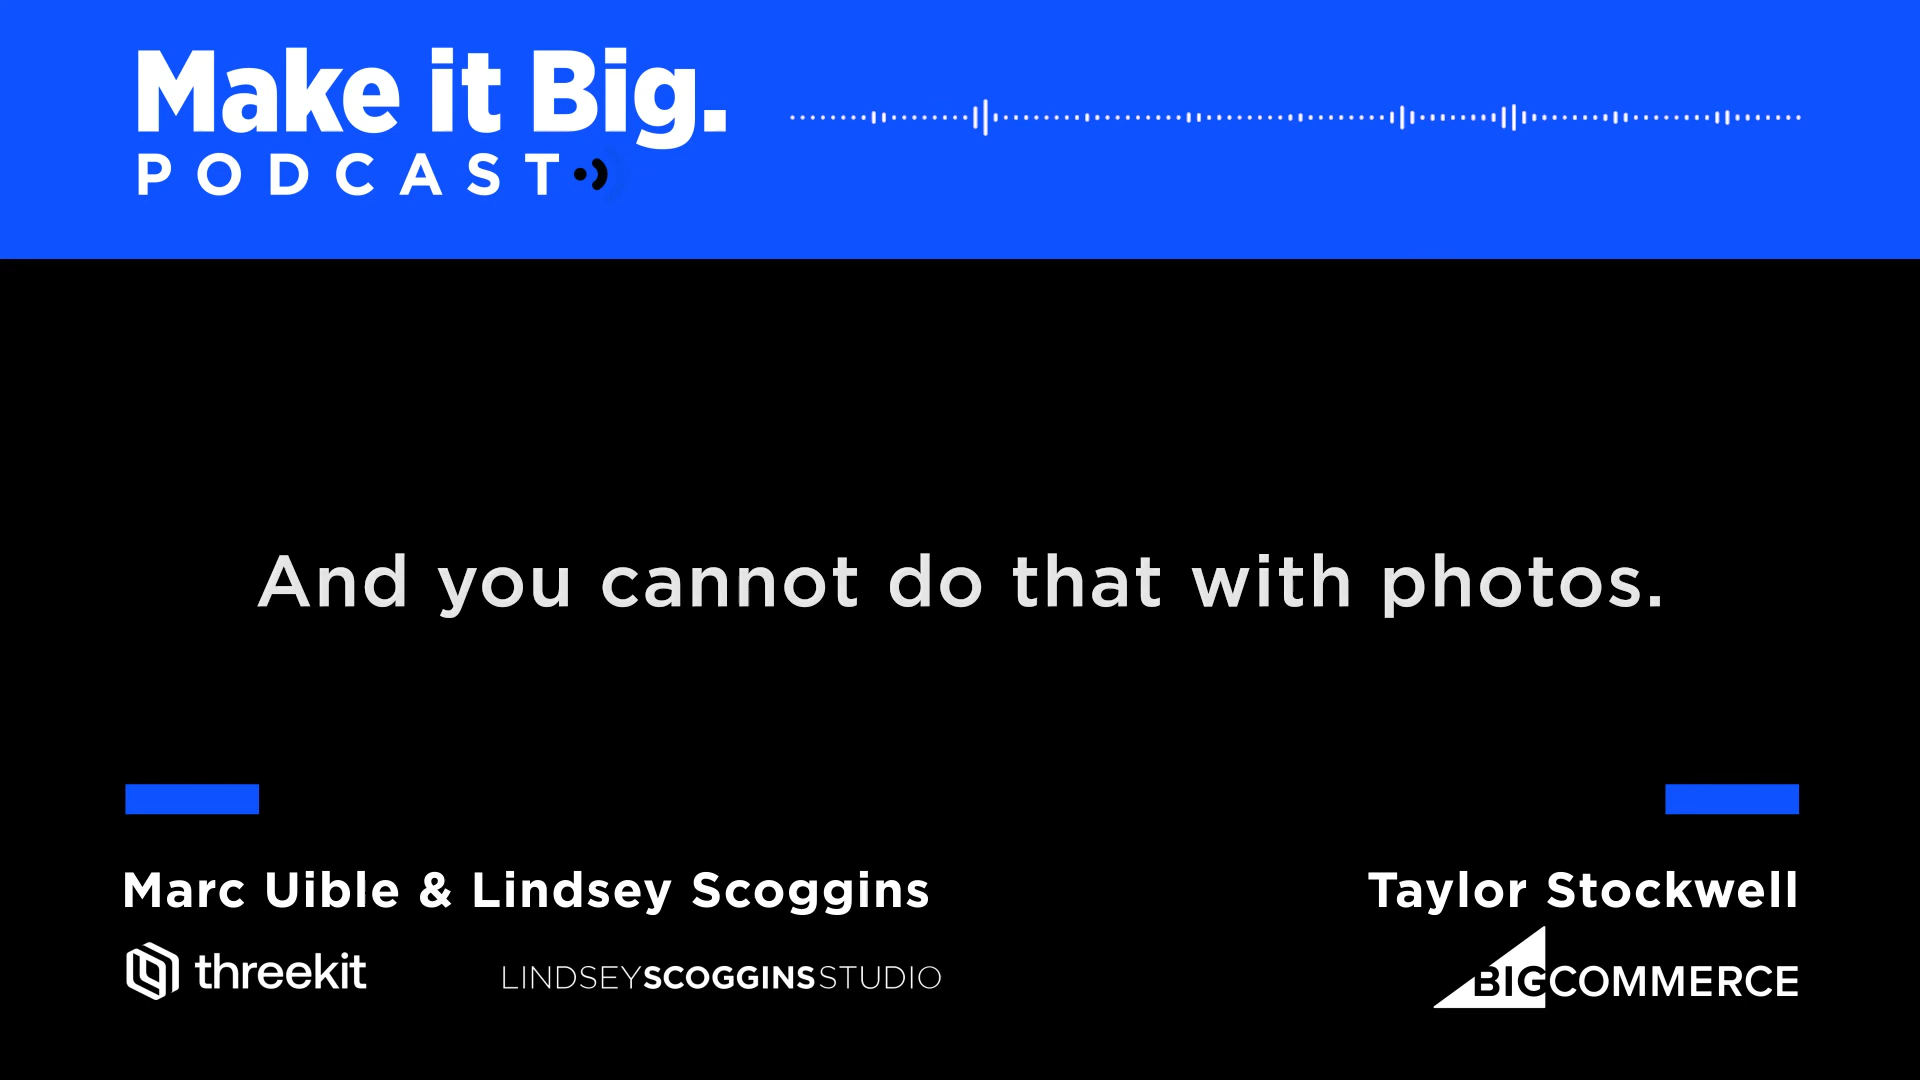 Make it Big.
PODCAST
And you cannot do that with photos.
Marc Uible & Lindsey Scoggins
Taylor Stockwell
threekit
LINDSEYSCOGGINSSTUDIO
BIGCOMMERCE